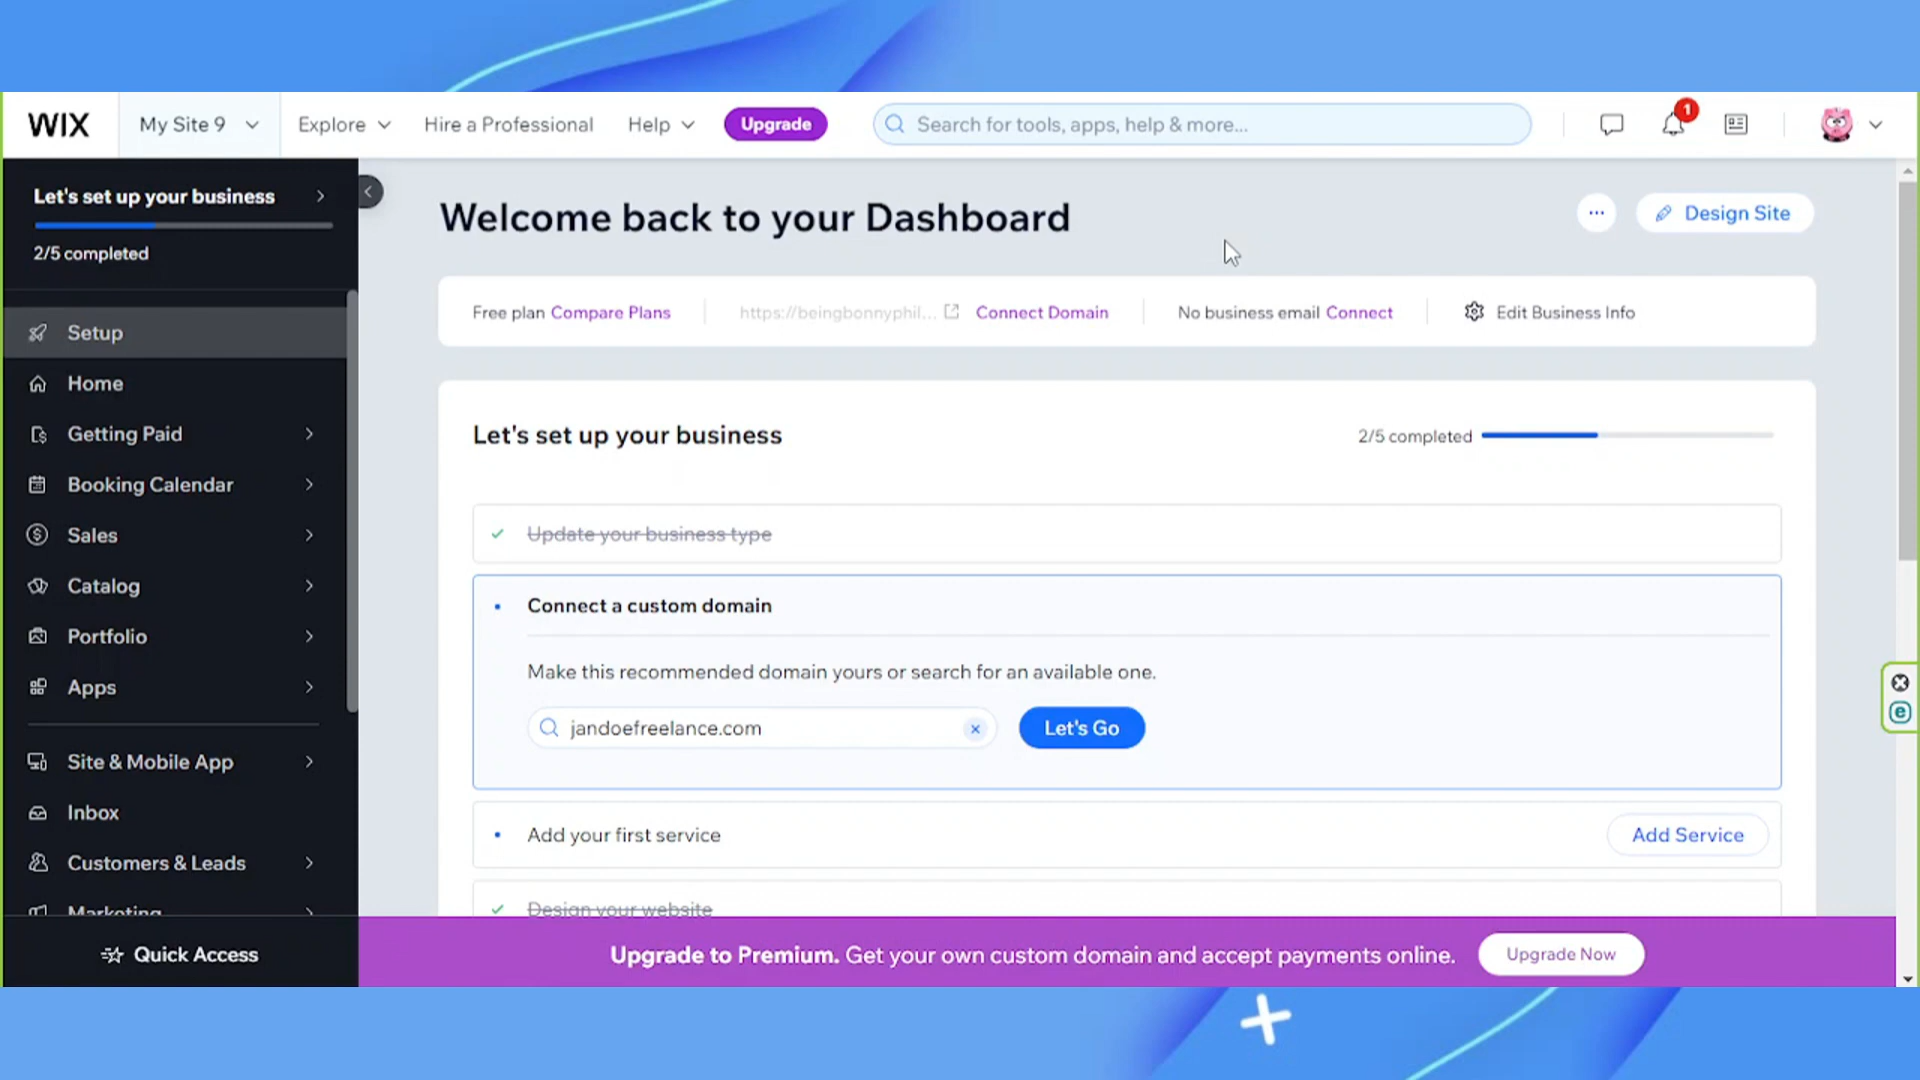 WIX
My Site 9
Explore
Hire a Professional
Help
Upgrade
Search for tools, apps, help & more...
1
Let's set up your business
2/5 completed
Setup
Home
Getting Paid
Booking Calendar
Sales
Catalog
Portfolio
Apps
Site & Mobile App
Inbox
Customers & Leads
Marketing
Quick Access
Welcome back to your Dashboard
Design Site
Free plan Compare Plans
https://beingbonnyphil...
Connect Domain
No business email Connect
Edit Business Info
Let's set up your business
2/5 completed
Update your business type
Connect a custom domain
Make this recommended domain yours or search for an available one.
jandoefreelance.com
Let's Go
Add your first service
Add Service
Design your website
Upgrade to Premium. Get your own custom domain and accept payments online.
Upgrade Now